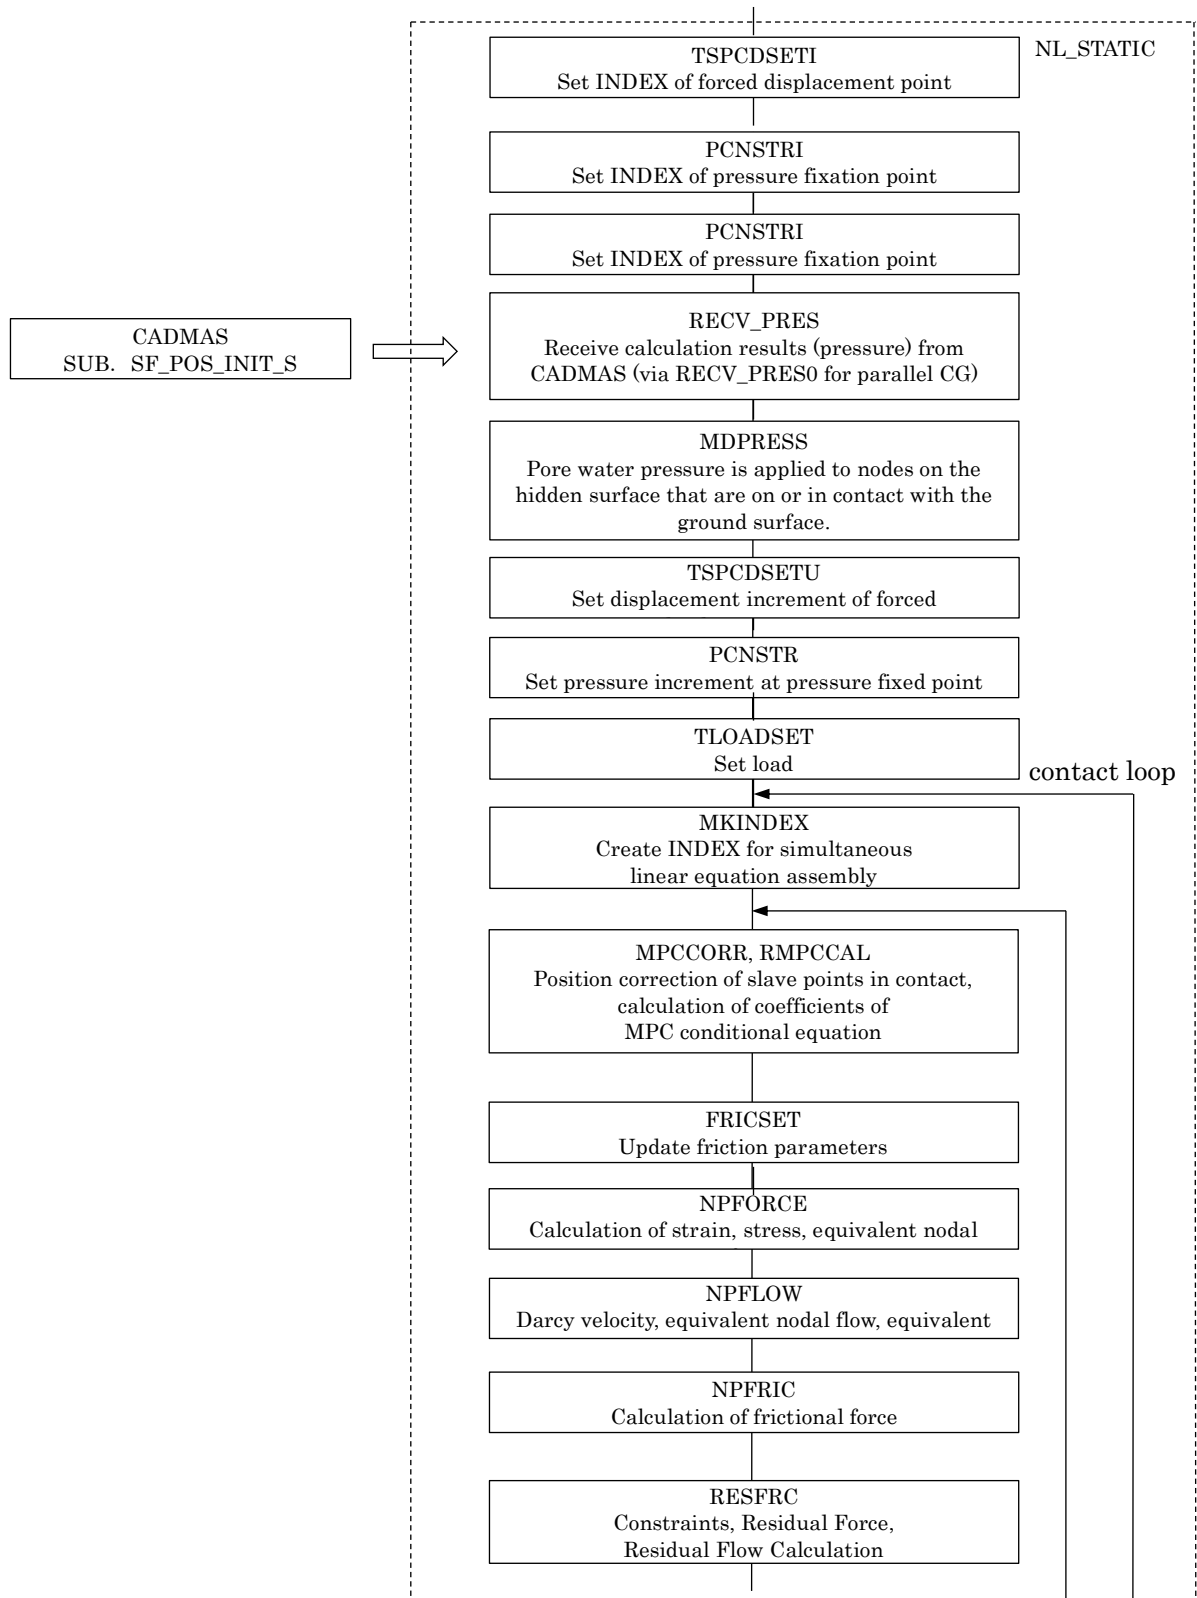 NL_STATIC
TSPCDSETI
Set INDEX of forced displacement point
PCNSTRI
Set INDEX of pressure fixation point
PCNSTRI
Set INDEX of pressure fixation point
CADMAS
SUB. SF_POS_INIT_S
RECV_PRES
Receive calculation results (pressure) from
CADMAS (via RECV_PRES0 for parallel CG)
MDPRESS
Pore water pressure is applied to nodes on the
hidden surface that are on or in contact with the
ground surface.
TSPCDSETU
Set displacement increment of forced
PCNSTR
Set pressure increment at pressure fixed point
TLOADSET
Set load
contact loop
MKINDEX
Create INDEX for simultaneous
linear equation assembly
MPCCORR, RMPCCAL
Position correction of slave points in contact,
calculation of coefficients of
MPC conditional equation
FRICSET
Update friction parameters
NPFORCE
Calculation of strain, stress, equivalent nodal
NPFLOW
Darcy velocity, equivalent nodal flow, equivalent
NPFRIC
Calculation of frictional force
RESFRC
Constraints, Residual Force,
Residual Flow Calculation